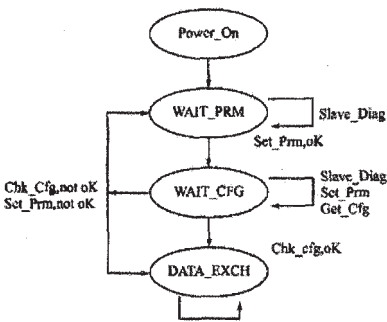 Power_On
WAIT_PRM
Slave_Diag
Set_Prm,oK
WAIT_CFG
Slave_Diag
Set_Prm
Get_Cfg
Chk_Cfg,not oK
Set_Prm,not oK
Chk_cfg,oK
DATA_EXCH